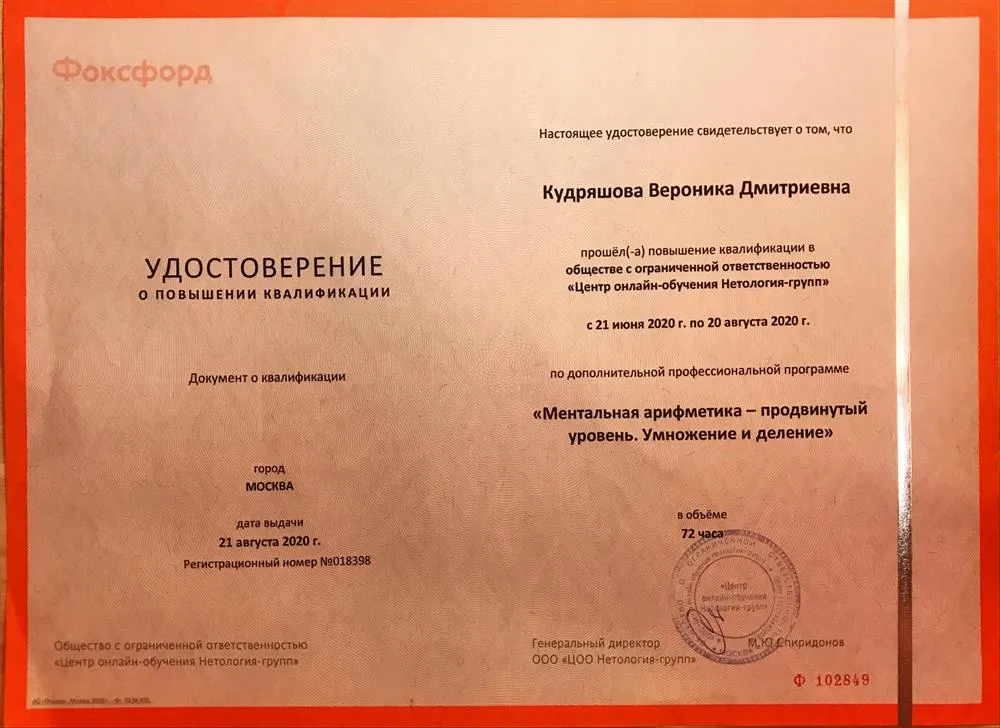 Фоксфорд
УДОСТОВЕРЕНИЕ
О ПОВЫШЕНИИ КВАЛИФИКАЦИИ
Документ о квалификации
город
МОСКВА
дата выдачи
21 августа 2020 г.
Регистрационный номер №018398
Общество с ограниченной ответственностью
«Центр онлайн-обучения Нетология-групп»
Настоящее удостоверение свидетельствует о том, что
Кудряшова Вероника Дмитриевна
прошёл(-а) повышение квалификации в
обществе с ограниченной ответственностью
«Центр онлайн-обучения Нетология-групп»
с 21 июня 2020 г. по 20 августа 2020 г.
по дополнительной профессиональной программе
«Ментальная арифметика – продвинутый
уровень. Умножение и деление»
в объёме
72 часа
«Центр
онлайн-обучения
Нетология-групп»
МОСКВА
Генеральный директор
ООО «ЦОО Нетология-групп»
М.Ю.Спиридонов
Ф 102849